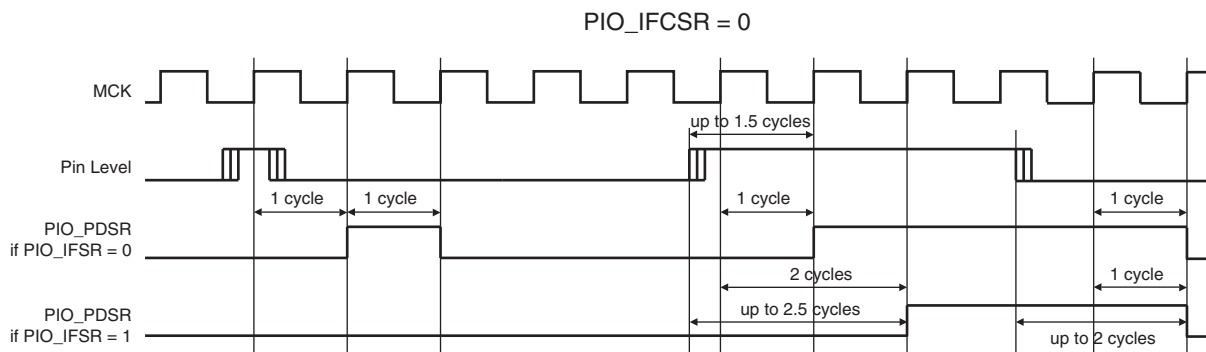 PIO_IFCSR = 0
MCK
up to 1.5 cycles
Pin Level
1 cycle
1 cycle
1 cycle
1 cycle
PIO_PDSR
if PIO_IFSR = 0
2 cycles
1 cycle
PIO_PDSR
if PIO_IFSR = 1
up to 2.5 cycles
up to 2 cycles